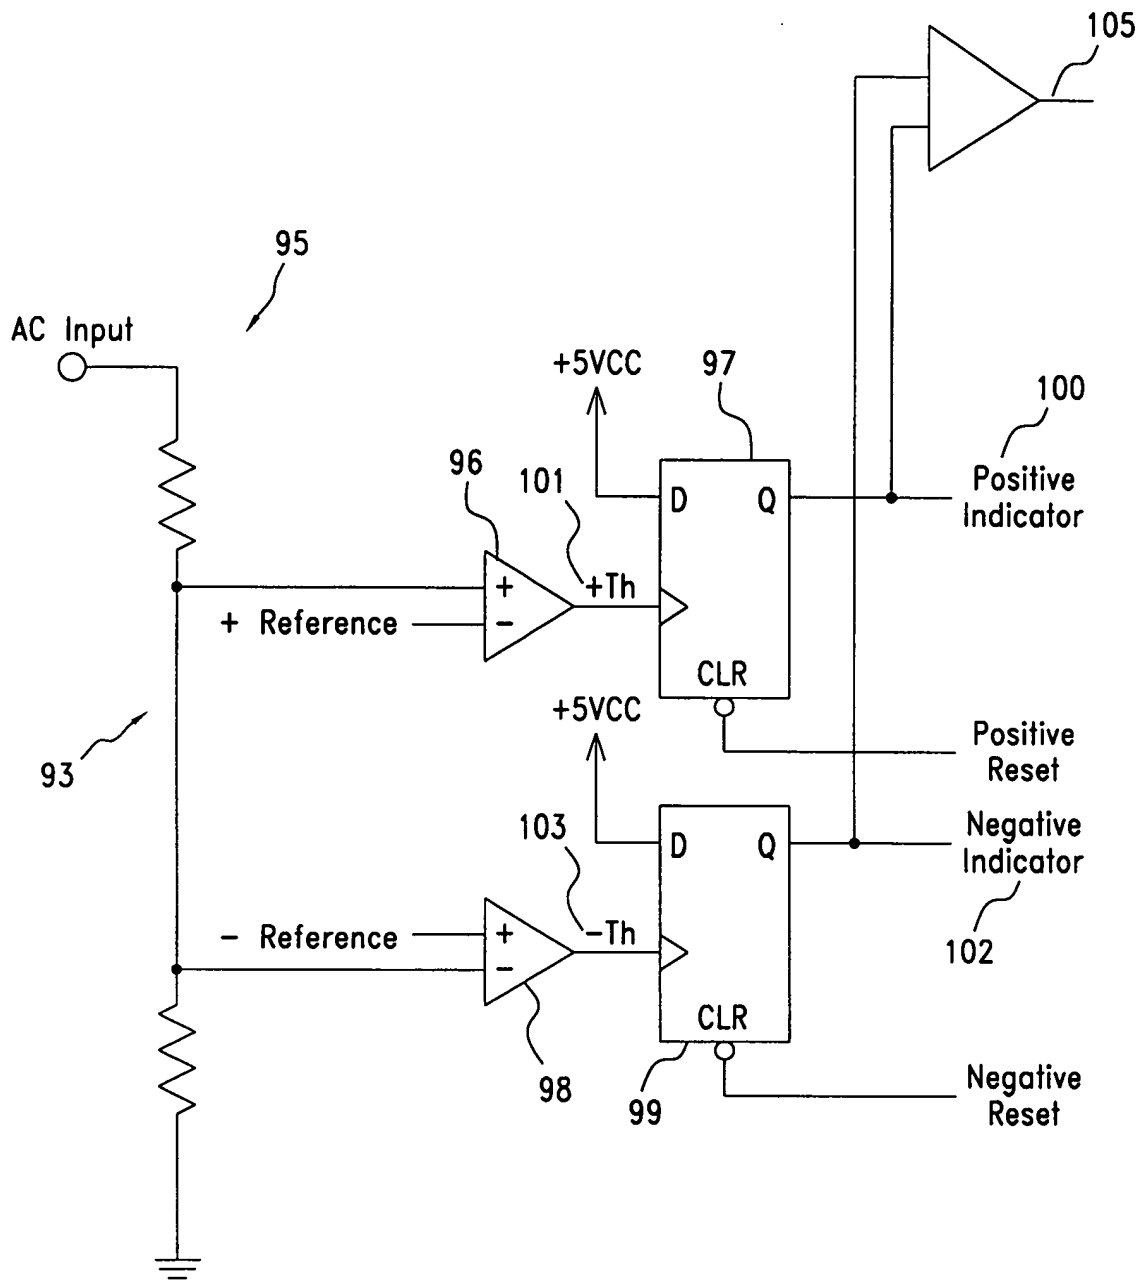 105
95
AC Input
+5VCC
97
100
96
101
D
Q
Positive
Indicator
+
+Th
+ Reference
−
CLR
+5VCC
93
Positive
Reset
103
D
Q
Negative
Indicator
− Reference
+
−Th
102
−
CLR
98
99
Negative
Reset